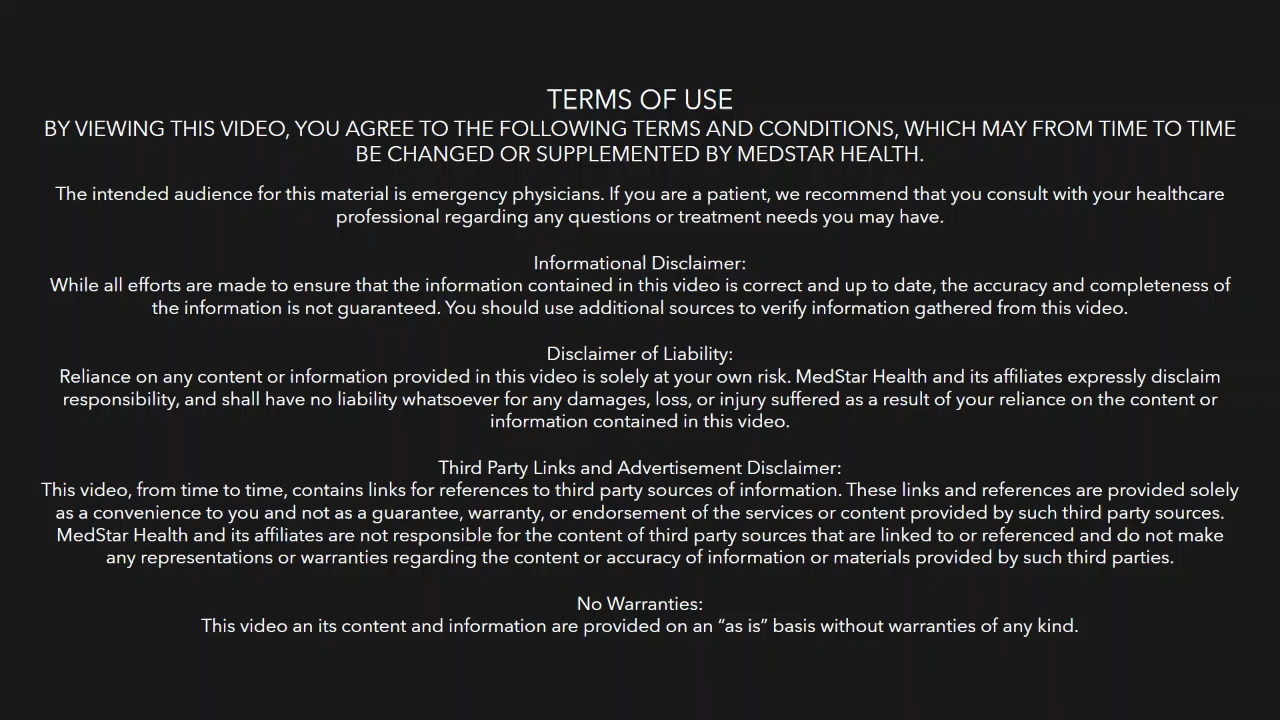 TERMS OF USE
BY VIEWING THIS VIDEO, YOU AGREE TO THE FOLLOWING TERMS AND CONDITIONS, WHICH MAY FROM TIME TO TIME
BE CHANGED OR SUPPLEMENTED BY MEDSTAR HEALTH.
The intended audience for this material is emergency physicians. If you are a patient, we recommend that you consult with your healthcare
professional regarding any questions or treatment needs you may have.
Informational Disclaimer:
While all efforts are made to ensure that the information contained in this video is correct and up to date, the accuracy and completeness of
the information is not guaranteed. You should use additional sources to verify information gathered from this video.
Disclaimer of Liability:
Reliance on any content or information provided in this video is solely at your own risk. MedStar Health and its affiliates expressly disclaim
responsibility, and shall have no liability whatsoever for any damages, loss, or injury suffered as a result of your reliance on the content or
information contained in this video.
Third Party Links and Advertisement Disclaimer:
This video, from time to time, contains links for references to third party sources of information. These links and references are provided solely
as a convenience to you and not as a guarantee, warranty, or endorsement of the services or content provided by such third party sources.
MedStar Health and its affiliates are not responsible for the content of third party sources that are linked to or referenced and do not make
any representations or warranties regarding the content or accuracy of information or materials provided by such third parties.
No Warranties:
This video an its content and information are provided on an “as is” basis without warranties of any kind.